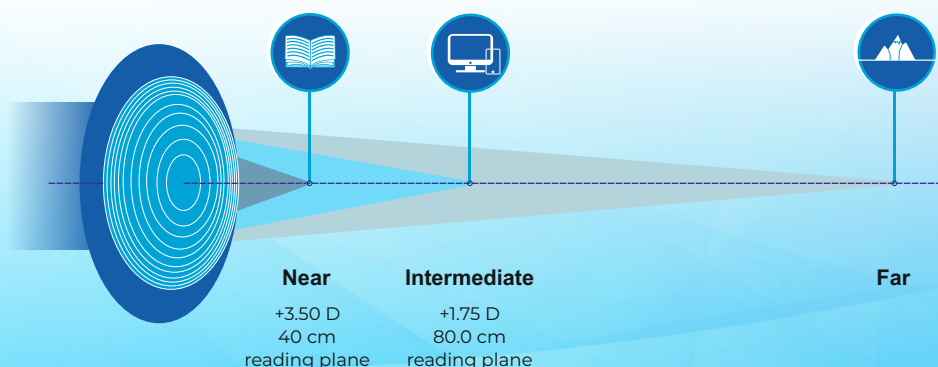 Near
+3.50 D
40 cm
reading plane
Intermediate
+1.75 D
80.0 cm
reading plane
Far